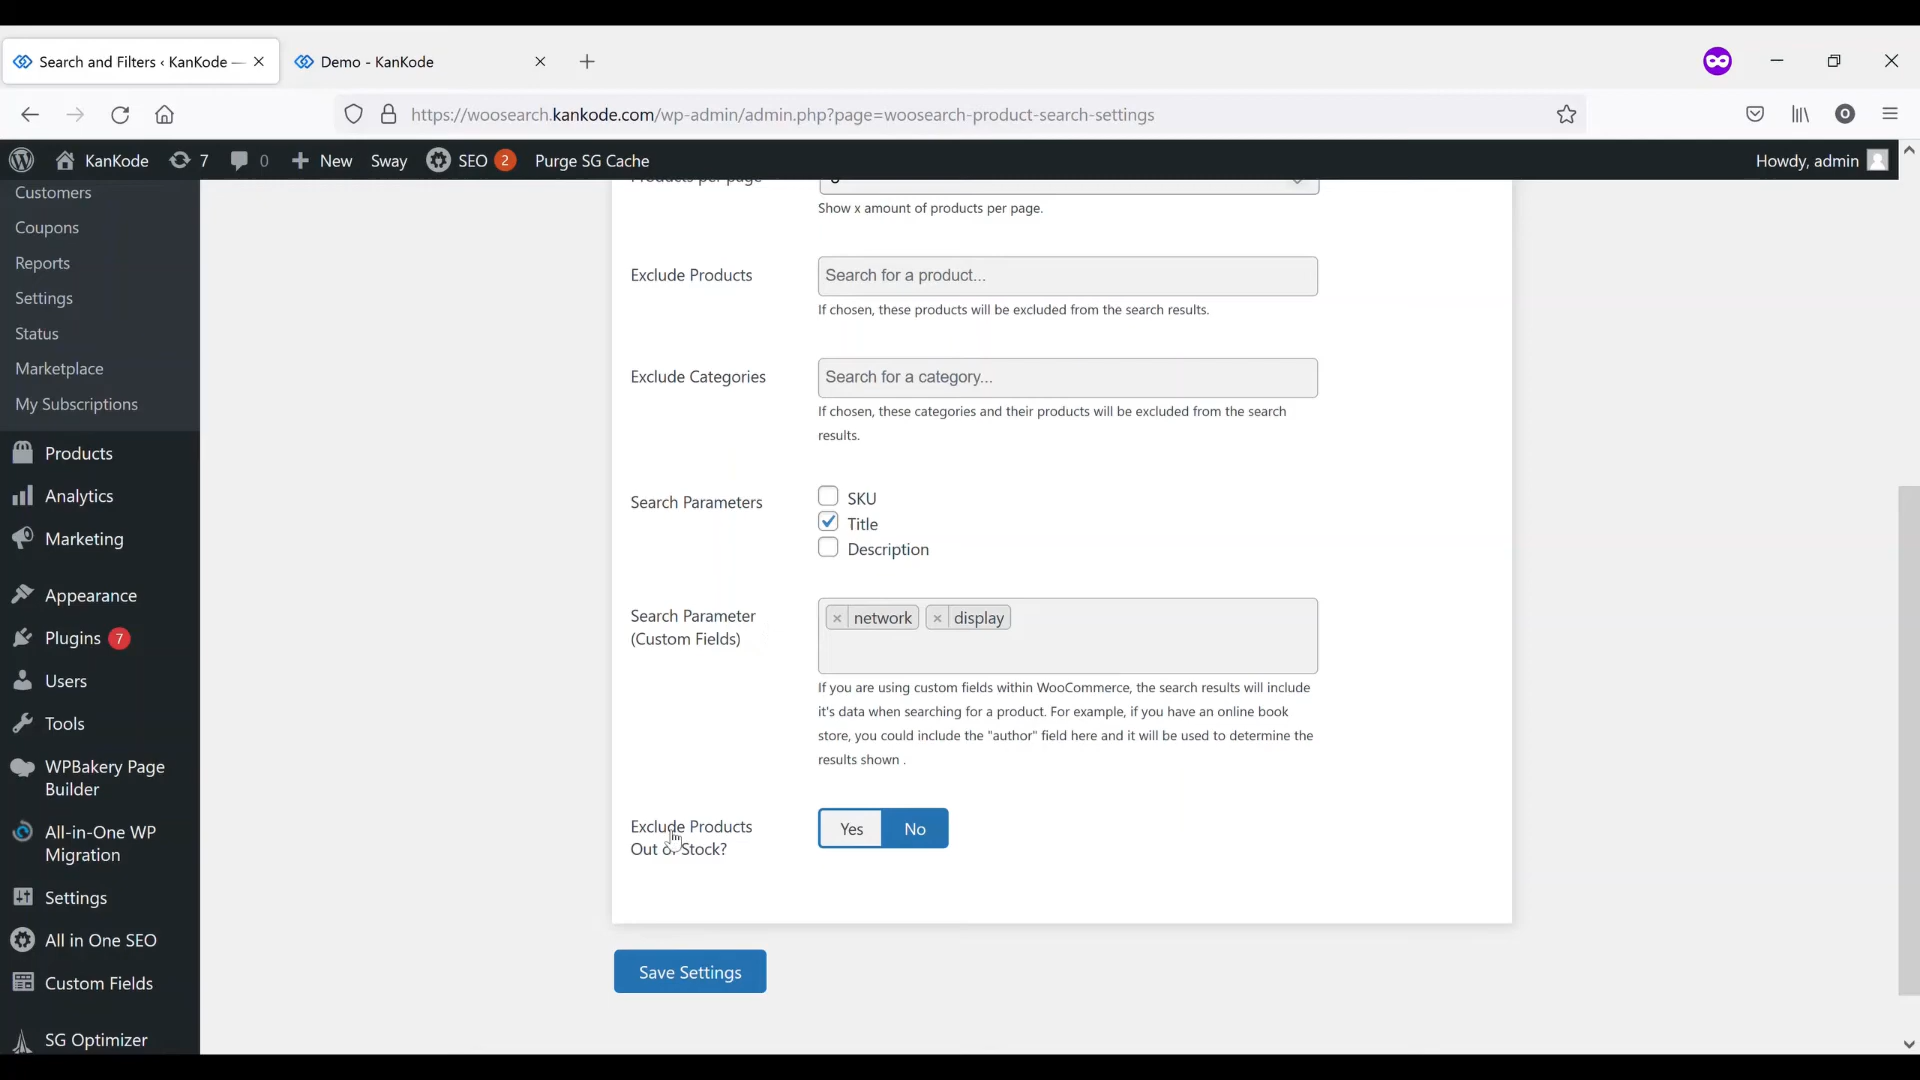 Search and Filters ‹ KanKode —
Demo - KanKode
https://woosearch.kankode.com/wp-admin/admin.php?page=woosearch-product-search-settings
O
KanKode
7
0
New
Sway
SEO 2
Purge SG Cache
Howdy, admin
Customers
Coupons
Reports
Settings
Status
Marketplace
My Subscriptions
Products
Analytics
Marketing
Appearance
Plugins 7
Users
Tools
WPBakery Page
Builder
All-in-One WP
Migration
Settings
All in One SEO
Custom Fields
SG Optimizer
Products per page
Show x amount of products per page.
Exclude Products
Search for a product...
If chosen, these products will be excluded from the search results.
Exclude Categories
Search for a category...
If chosen, these categories and their products will be excluded from the search
results.
Search Parameters
SKU
Title
Description
Search Parameter
(Custom Fields)
× network × display
If you are using custom fields within WooCommerce, the search results will include
it's data when searching for a product. For example, if you have an online book
store, you could include the "author" field here and it will be used to determine the
results shown .
Exclude Products
Out of Stock?
Yes No
Save Settings